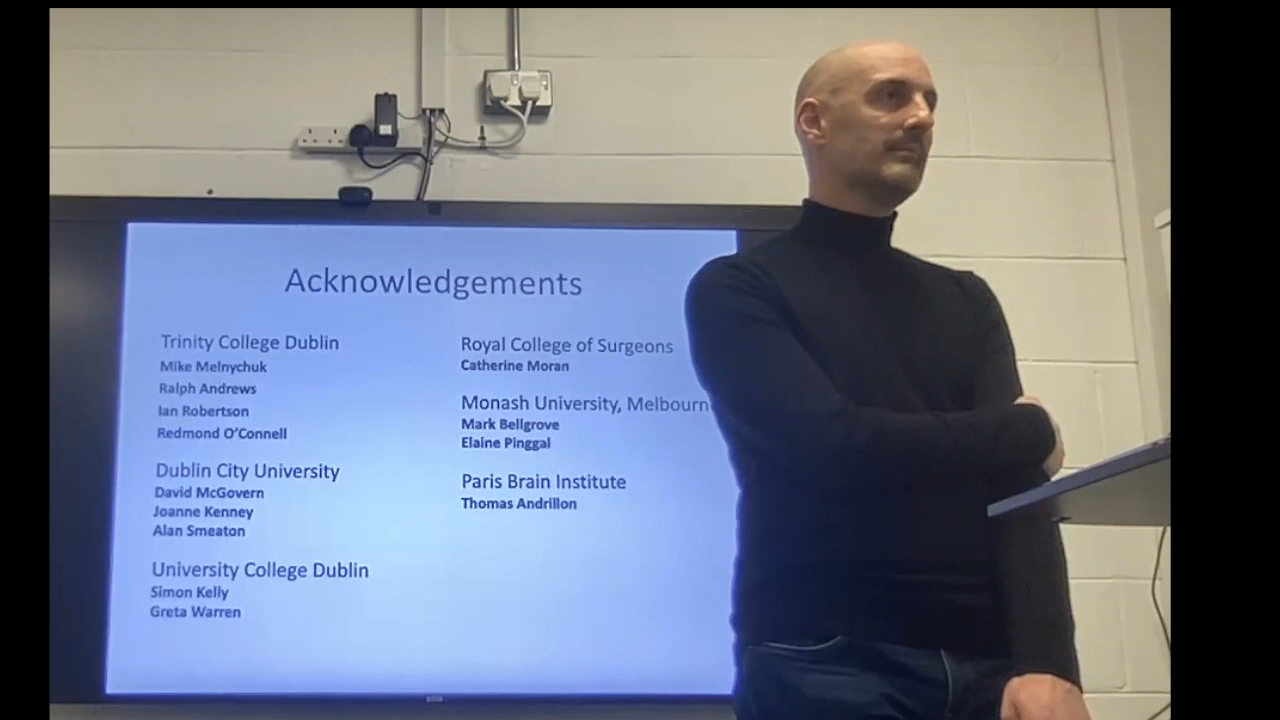 Acknowledgements
Trinity College Dublin
Mike Melnychuk
Ralph Andrews
Ian Robertson
Redmond O'Connell
Dublin City University
David McGovern
Joanne Kenney
Alan Smeaton
University College Dublin
Simon Kelly
Greta Warren
Royal College of Surgeons
Catherine Moran
Monash University, Melbourn
Mark Bellgrove
Elaine Pinggal
Paris Brain Institute
Thomas Andrillon